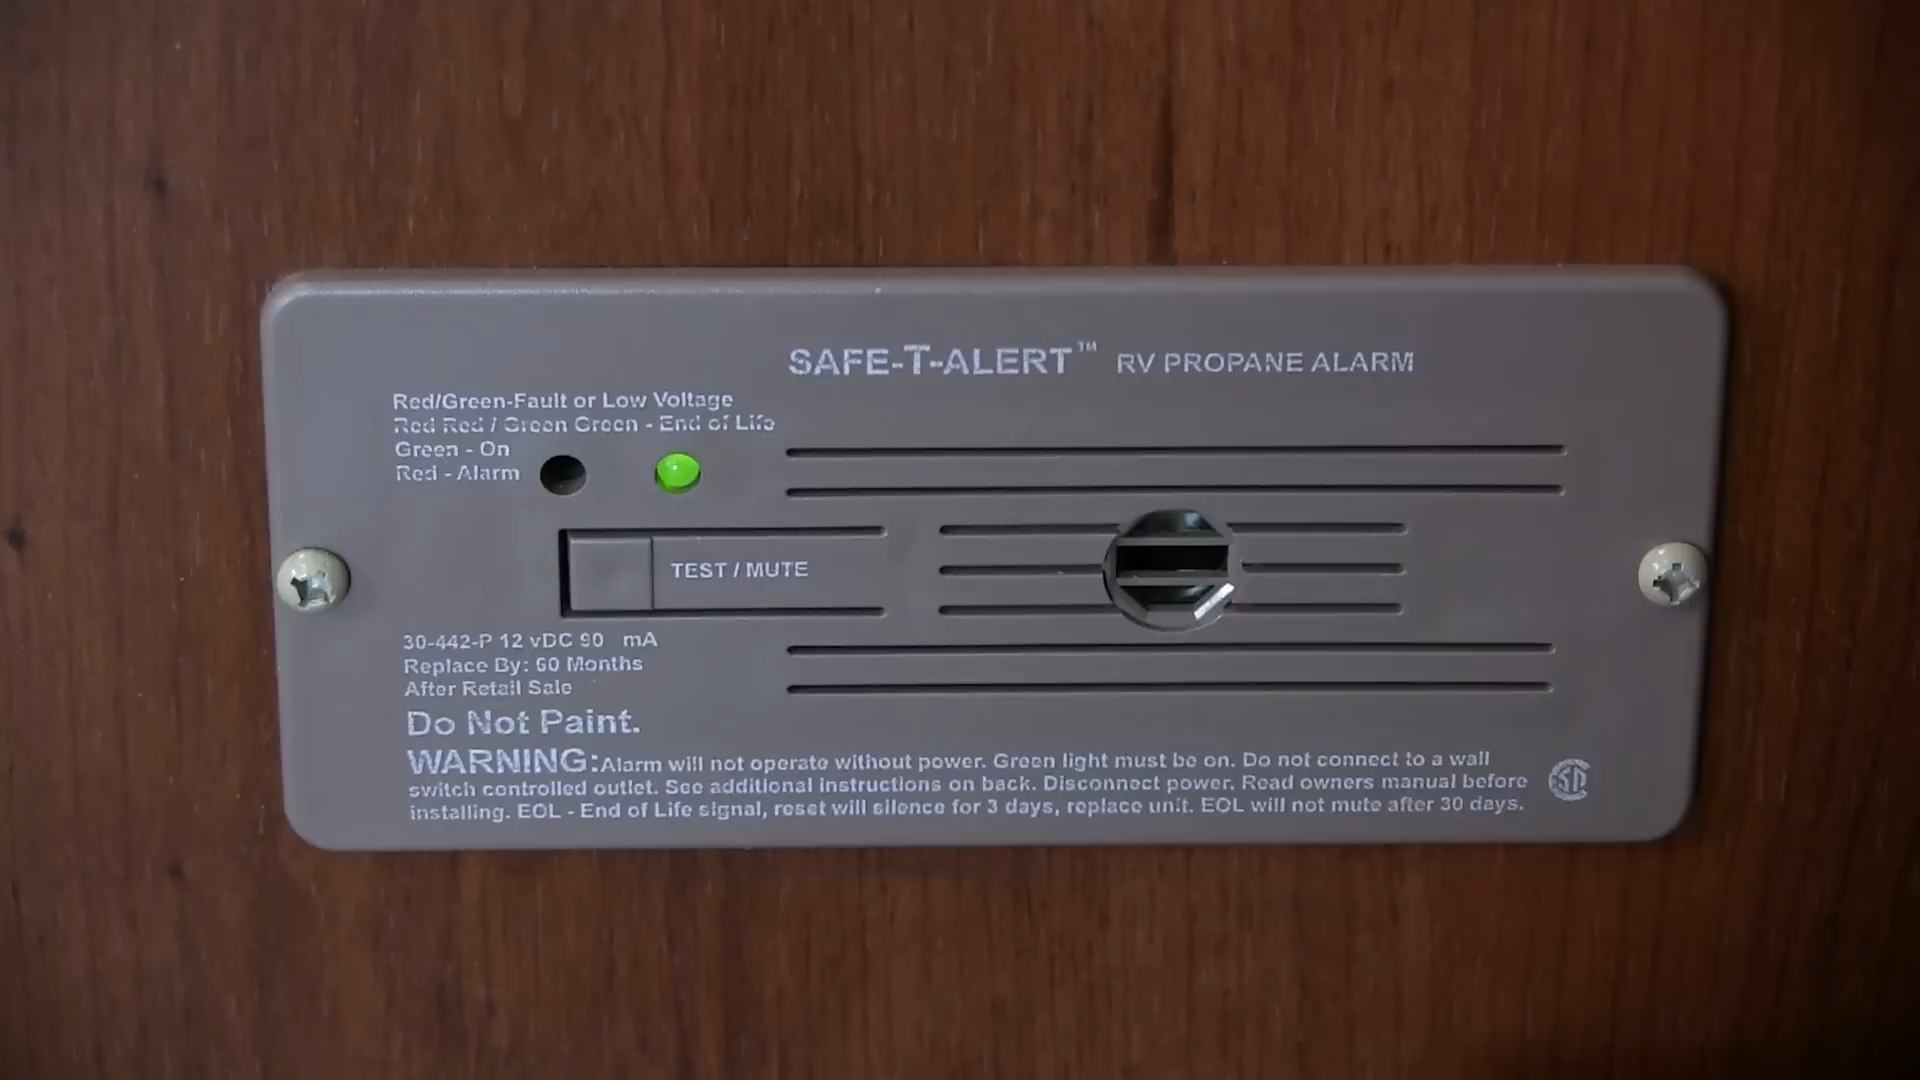 SAFE-T-ALERT™ RV PROPANE ALARM
Red/Green-Fault or Low Voltage
Red Red / Green Green - End of Life
Green - On
Red - Alarm
TEST / MUTE
30-442-P 12 vDC 90 mA
Replace By: 60 Months
After Retail Sale
Do Not Paint.
WARNING: Alarm will not operate without power. Green light must be on. Do not connect to a wall
switch controlled outlet. See additional instructions on back. Disconnect power. Read owners manual before
installing. EOL - End of Life signal, reset will silence for 3 days, replace unit. EOL will not mute after 30 days.